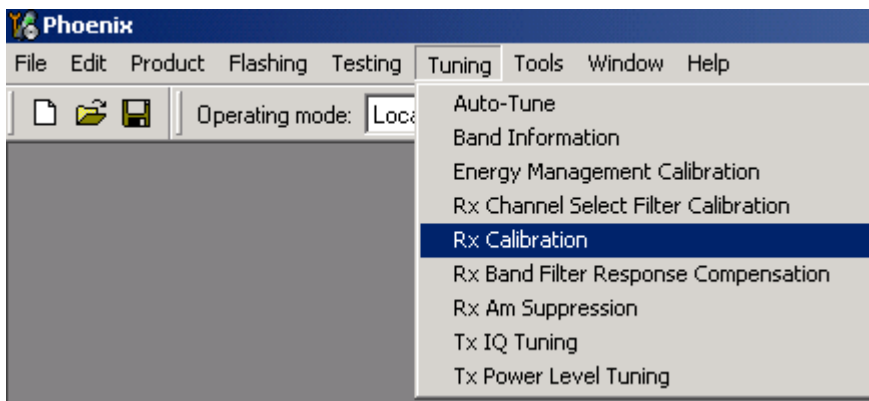 Phoenix
File Edit Product Flashing Testing Tuning Tools Window Help
Operating mode:
Auto-Tune
Band Information
Energy Management Calibration
Rx Channel Select Filter Calibration
Rx Calibration
Rx Band Filter Response Compensation
Rx Am Suppression
Tx IQ Tuning
Tx Power Level Tuning